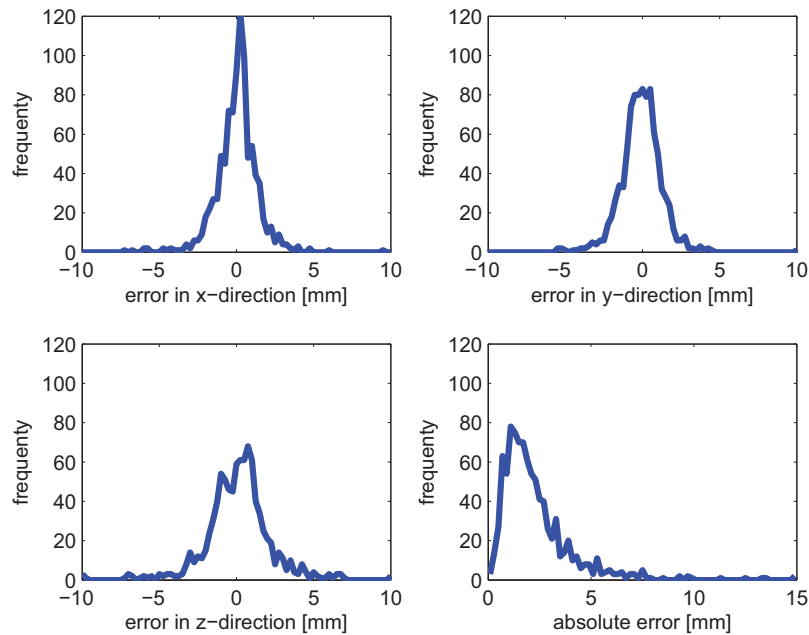 120
100
80
60
40
20
0
frequenty
−10 −5 0 5 10
error in x−direction [mm]
120
100
80
60
40
20
0
frequenty
−10 −5 0 5 10
error in y−direction [mm]
120
100
80
60
40
20
0
frequenty
−10 −5 0 5 10
error in z−direction [mm]
120
100
80
60
40
20
0
frequenty
0 5 10 15
absolute error [mm]